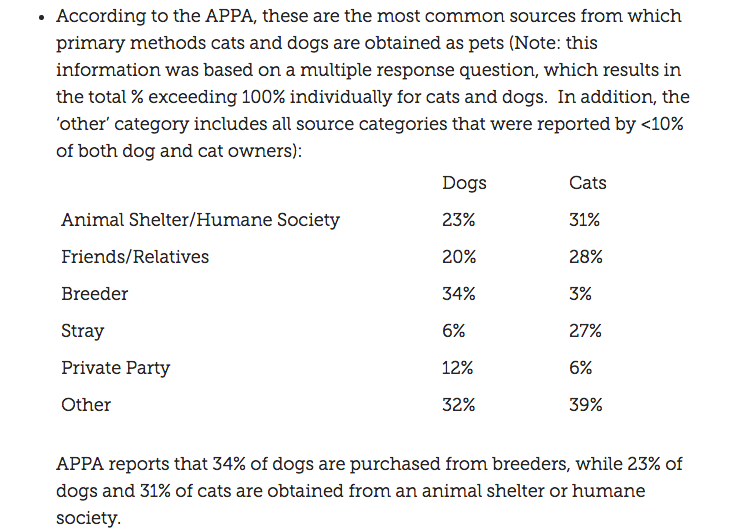 • According to the APPA, these are the most common sources from which
primary methods cats and dogs are obtained as pets (Note: this
information was based on a multiple response question, which results in
the total % exceeding 100% individually for cats and dogs.  In addition, the
‘other’ category includes all source categories that were reported by <10%
of both dog and cat owners):
Dogs Cats
Animal Shelter/Humane Society 23% 31%
Friends/Relatives 20% 28%
Breeder 34% 3%
Stray 6% 27%
Private Party 12% 6%
Other 32% 39%
APPA reports that 34% of dogs are purchased from breeders, while 23% of
dogs and 31% of cats are obtained from an animal shelter or humane
society.